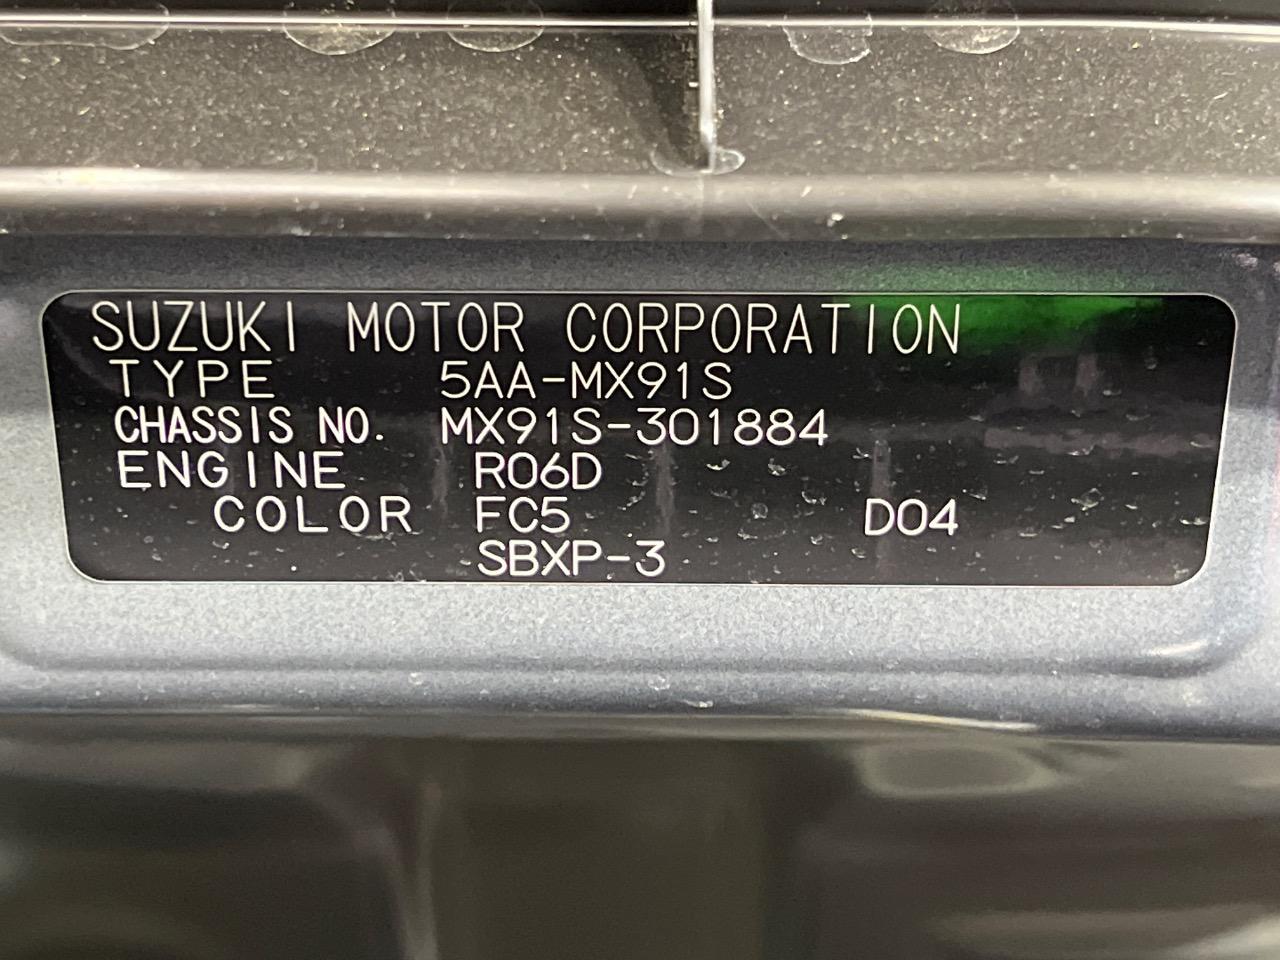 SUZUKI MOTOR CORPORATION
TYPE 5AA-MX91S
CHASSIS NO. MX91S-301884
ENGINE R06D
COLOR FC5 D04
SBXP-3